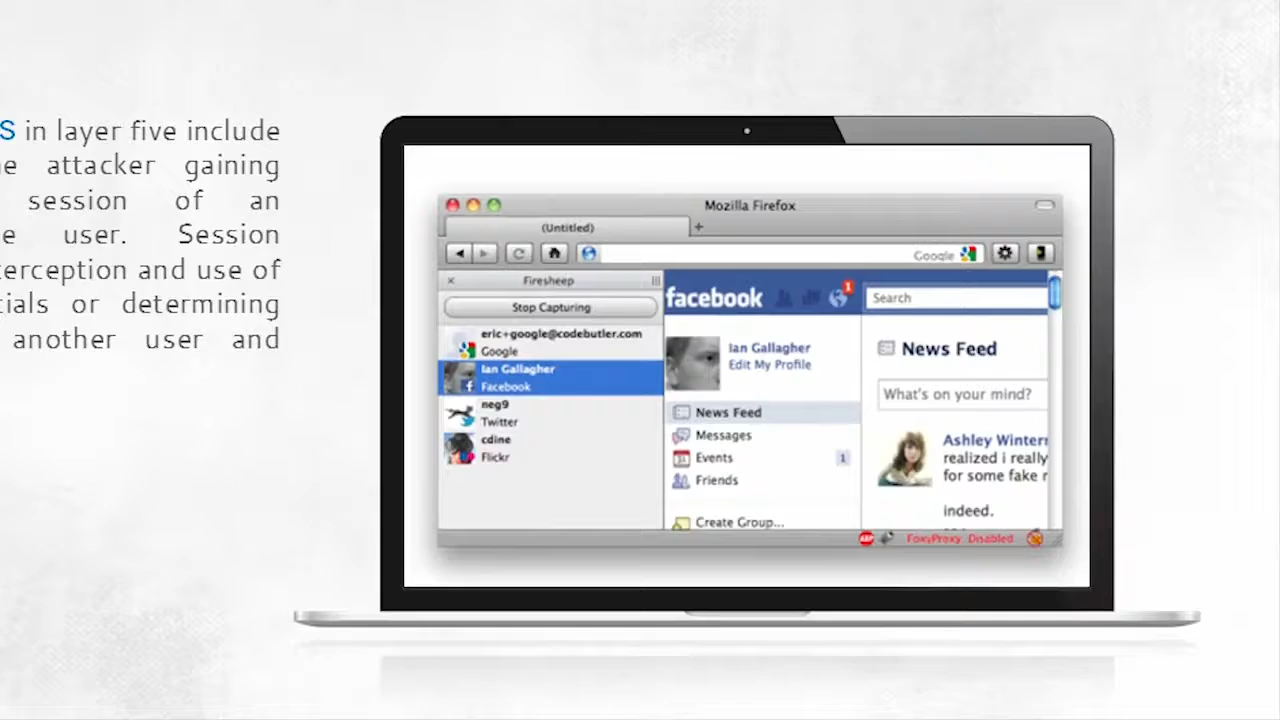 S in layer five include
e attacker gaining
session of an
e user. Session
terception and use of
tials or determining
another user and
Mozilla Firefox
(Untitled)
Google
Firesheep
Stop Capturing
eric+google@codebutler.com
Google
Ian Gallagher
Facebook
neg9
Twitter
cdine
Flickr
facebook
1
Search
Ian Gallagher
Edit My Profile
News Feed
Messages
Events 1
Friends
Create Group...
News Feed
What's on your mind?
Ashley Winterr
realized i really
for some fake r
indeed.
ABP
FoxyProxy: Disabled